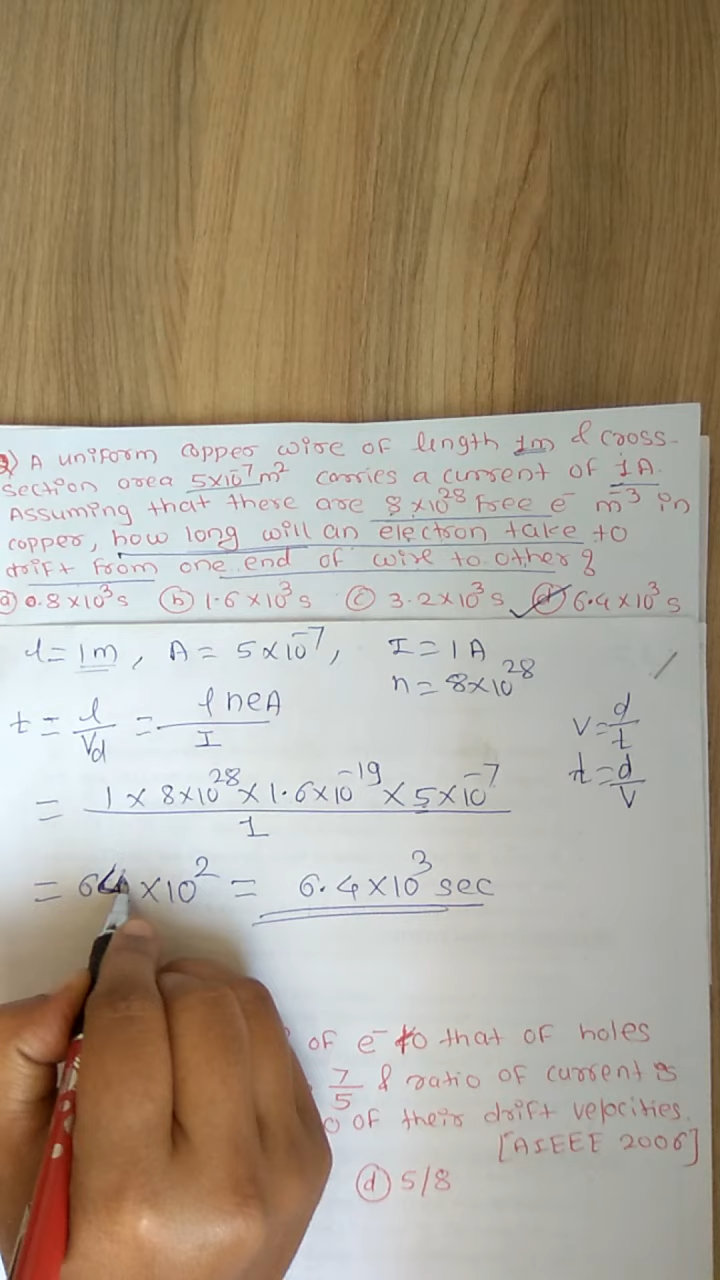 ) A uniform copper wire of length 1m & cross-
section area 5×10⁻⁷m² carries a current of 1A.
Assuming that there are 8×10²⁸ free e⁻ m⁻³ in
copper, how long will an electron take to
drift from one end of wire to other ?
a) 0.8×10³s (b) 1.6×10³s (c) 3.2×10³s (d) 6.4×10³s
l=1m, A=5×10⁻⁷, I=1A
n=8×10²⁸
t = l/Vd = lneA/I
V=d/t
t=d/V
= 1×8×10²⁸×1.6×10⁻¹⁹×5×10⁻⁷/1
= 64×10² = 6.4×10³ sec
of e⁻ to that of holes
7/5 & ratio of current is
of their drift velocities.
[AIEEE 2006]
(d) 5/8